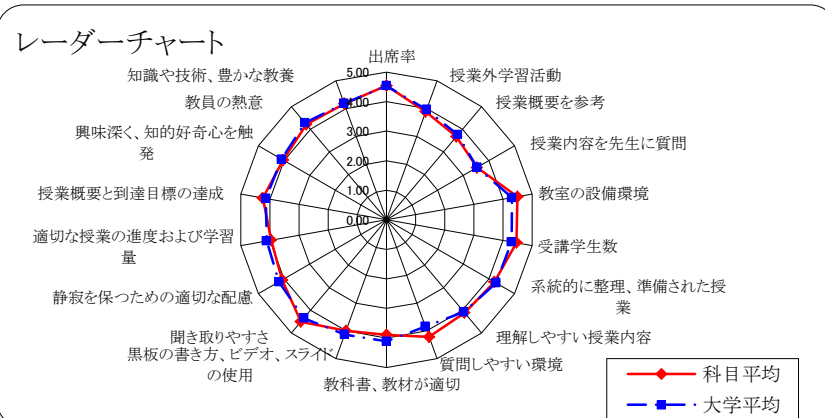 レーダーチャート
出席率
授業外学習活動
授業概要を参考
授業内容を先生に質問
教室の設備環境
受講学生数
系統的に整理、準備された授
業
理解しやすい授業内容
質問しやすい環境
教科書、教材が適切
黒板の書き方、ビデオ、スライド
の使用
聞き取りやすさ
静寂を保つための適切な配慮
適切な授業の進度および学習
量
授業概要と到達目標の達成
興味深く、知的好奇心を触
発
教員の熱意
知識や技術、豊かな教養
5.00
4.00
3.00
2.00
1.00
0.00
科目平均
大学平均